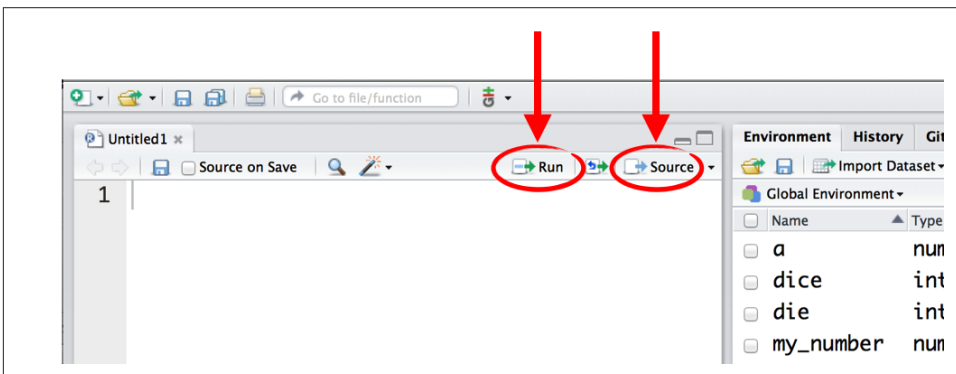 Go to file/function
Untitled1
Environment History Git
Source on Save Run Source
Import Dataset
1
Global Environment
Name Type
a num
dice int
die int
my_number num